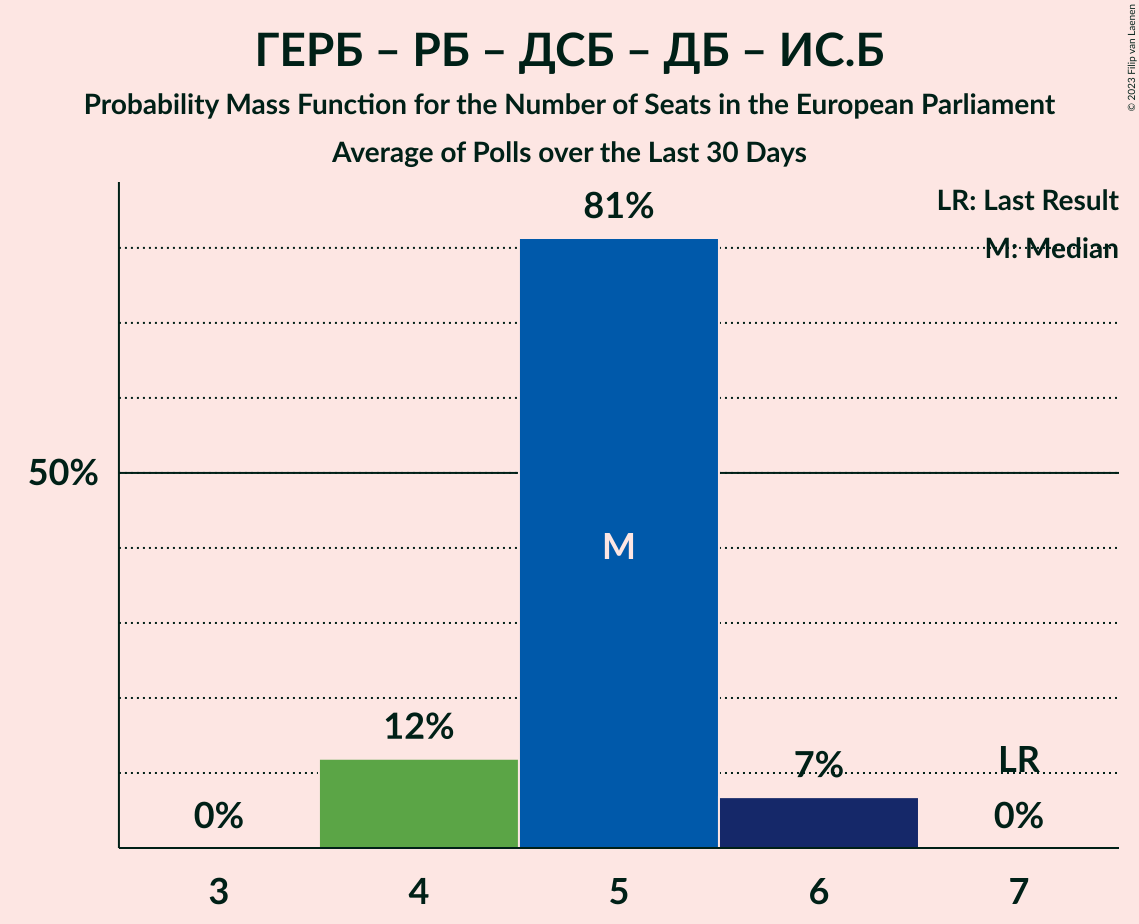 ГЕРБ – РБ – ДСБ – ДБ – ИС.Б
Probability Mass Function for the Number of Seats in the European Parliament
Average of Polls over the Last 30 Days
© 2023 Filip van Laenen
LR: Last Result
M: Median
81%
50%
M
12%
7%
LR
0%
0%
3 4 5 6 7